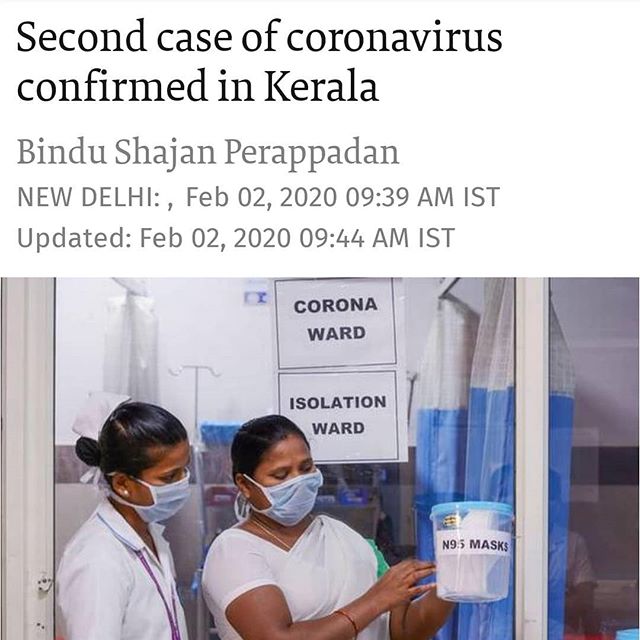 Second case of coronavirus
confirmed in Kerala
Bindu Shajan Perappadan
NEW DELHI: , Feb 02, 2020 09:39 AM IST
Updated: Feb 02, 2020 09:44 AM IST
CORONA
WARD
ISOLATION
WARD
N95 MASKS